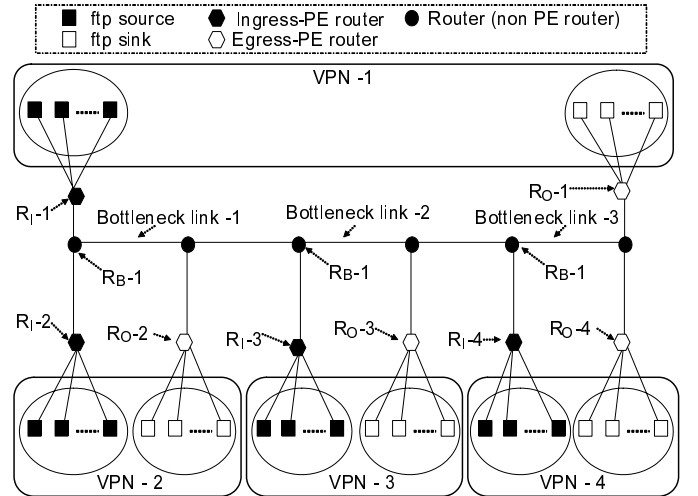 ftp source
Ingress-PE router
Router (non PE router)
ftp sink
Egress-PE router
VPN -1
RI-1
RO-1
Bottleneck link -1
Bottleneck link -2
Bottleneck link -3
RB-1
RB-1
RB-1
RI-2
RO-2
RI-3
RO-3
RI-4
RO-4
VPN - 2
VPN - 3
VPN - 4